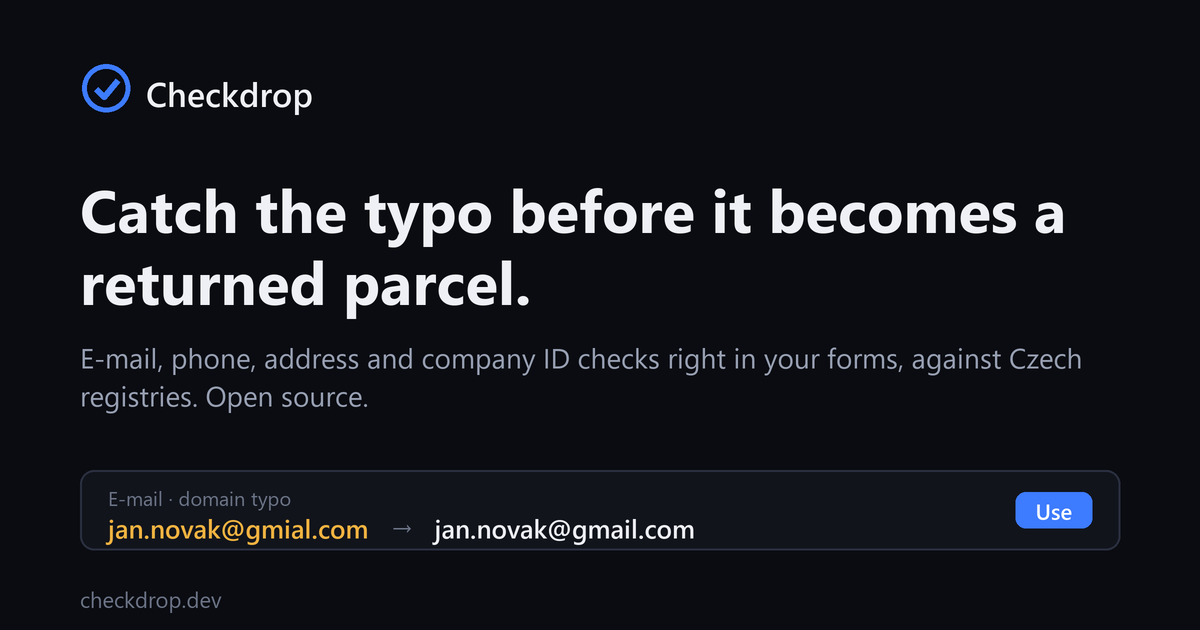 Checkdrop
Catch the typo before it becomes a
returned parcel.
E-mail, phone, address and company ID checks right in your forms, against Czech
registries. Open source.
E-mail · domain typo
jan.novak@gmial.com → jan.novak@gmail.com
Use
checkdrop.dev